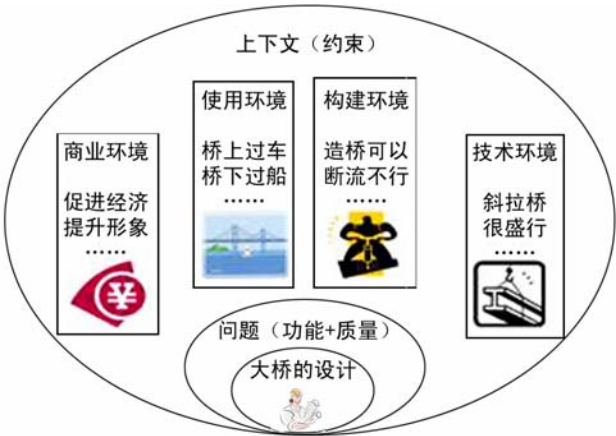 上下文（约束）
商业环境
促进经济
提升形象
……
使用环境
桥上过车
桥下过船
……
构建环境
造桥可以
断流不行
……
技术环境
斜拉桥
很盛行
……
¥
问题（功能+质量）
大桥的设计